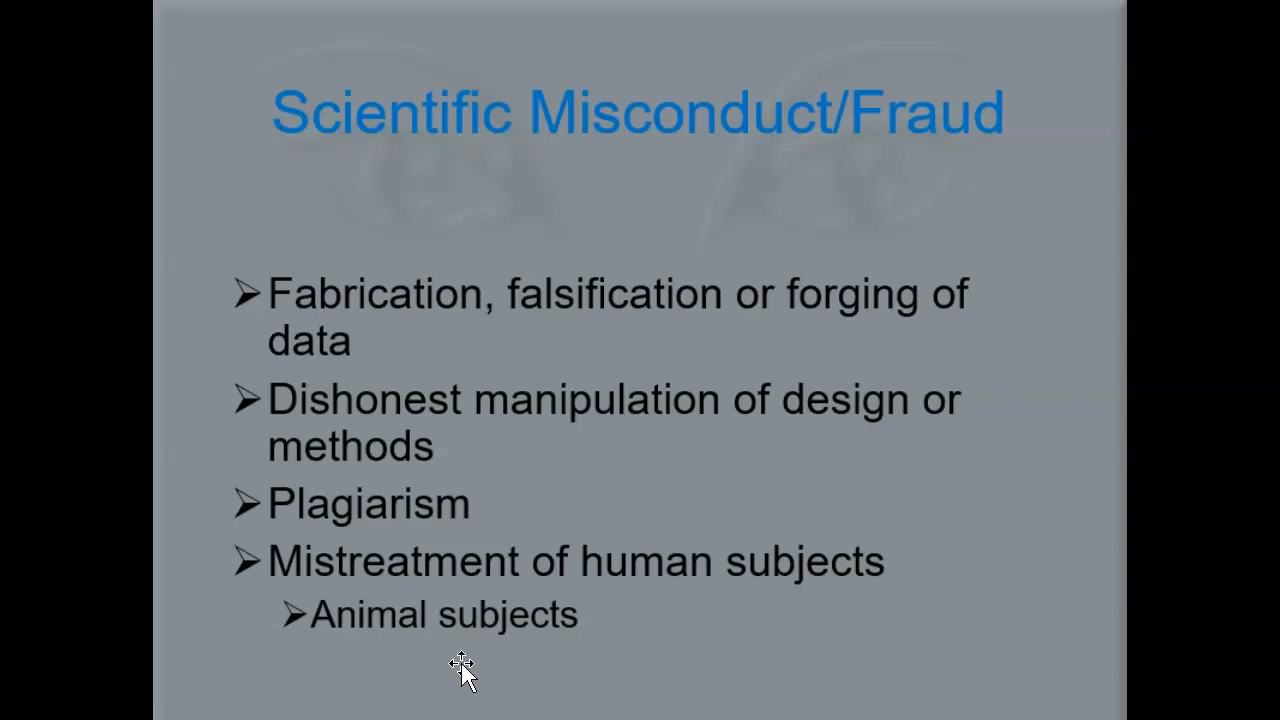 Scientific Misconduct/Fraud
➢Fabrication, falsification or forging of
data
➢Dishonest manipulation of design or
methods
➢Plagiarism
➢Mistreatment of human subjects
➢Animal subjects